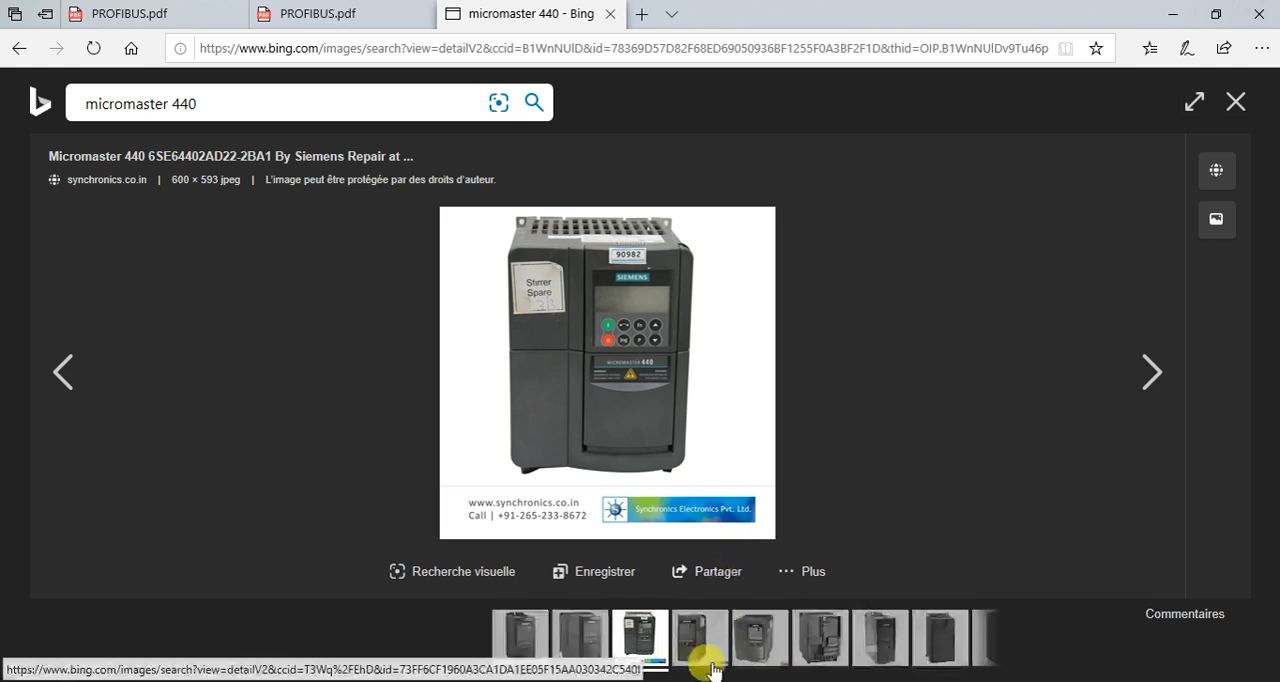 PROFIBUS.pdf
PROFIBUS.pdf
micromaster 440 - Bing
https://www.bing.com/images/search?view=detailV2&ccid=B1WnNUlD&id=78369D57D82F68ED69050936BF1255F0A3BF2F1D&thid=OIP.B1WnNUlDv9Tu46p
micromaster 440
Micromaster 440 6SE64402AD22-2BA1 By Siemens Repair at ...
synchronics.co.in | 600 × 593 jpeg | L'image peut être protégée par des droits d'auteur.
90982
SIEMENS
Stirrer
Spare
MICROMASTER 440
www.synchronics.co.in
Call | +91-265-233-8672
Synchronics Electronics Pvt. Ltd.
Recherche visuelle
Enregistrer
Partager
Plus
Commentaires
https://www.bing.com/images/search?view=detailV2&ccid=T3Wq%2FEhD&id=73FF6CF1960A3CA1DA1EE05F15AA030342C540I